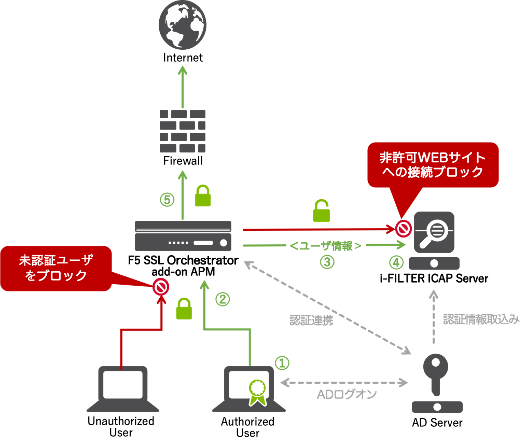 Internet
Firewall
非許可WEBサイト
への接続ブロック
⑤
F5 SSL Orchestrator
add-on APM
<ユーザ情報>
③
④
i-FILTER ICAP Server
未認証ユーザ
をブロック
②
認証連携
認証情報取込み
①
ADログオン
Unauthorized
User
Authorized
User
AD Server